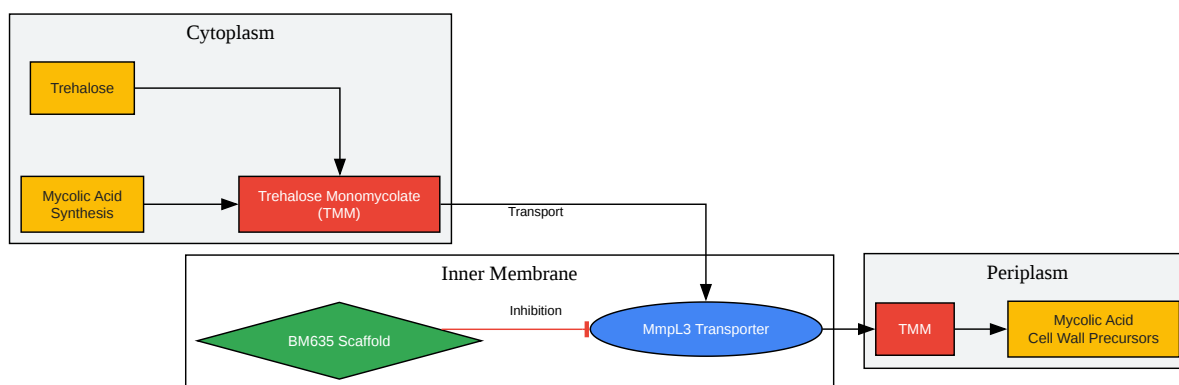 Cytoplasm
Trehalose
Mycolic Acid
Synthesis
Trehalose Monomycolate
(TMM)
Transport
Inner Membrane
BM635 Scaffold
Inhibition
MmpL3 Transporter
Periplasm
TMM
Mycolic Acid
Cell Wall Precursors